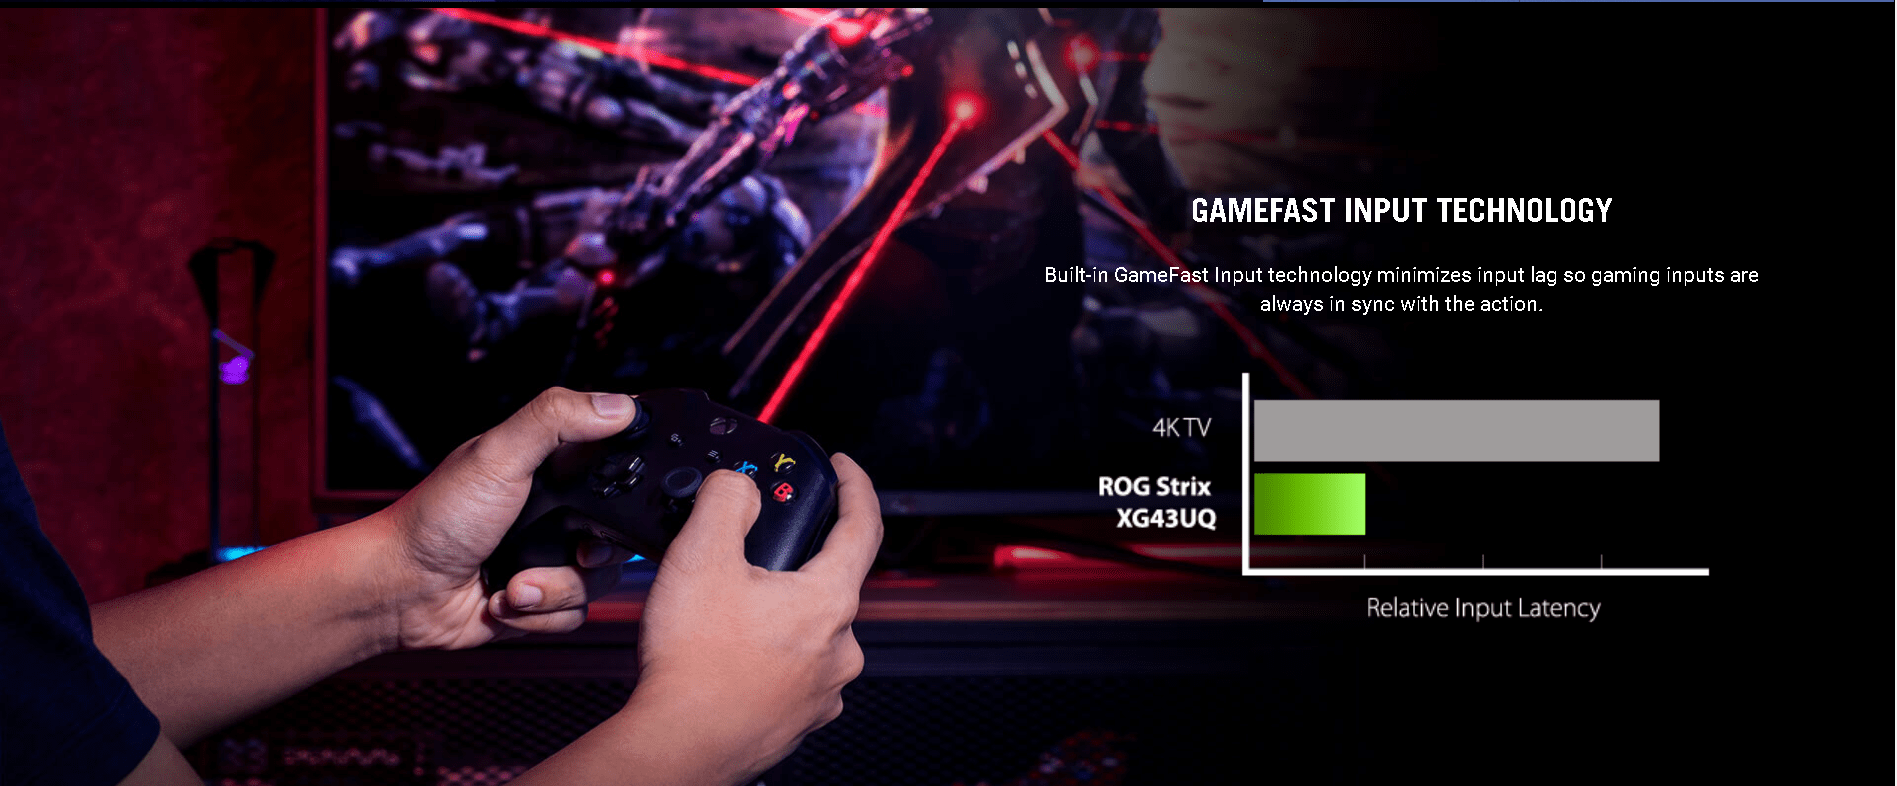 GAMEFAST INPUT TECHNOLOGY
Built-in GameFast Input technology minimizes input lag so gaming inputs are
always in sync with the action.
4K TV
ROG Strix
XG43UQ
Relative Input Latency
Y
X
B